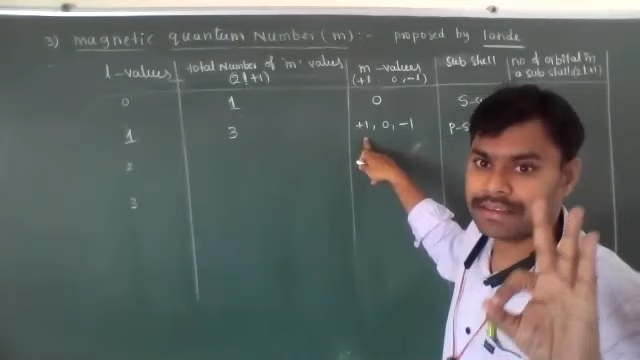 3) magnetic quantum Number (m) :- proposed by lande
l-values total Number of 'm' values (2l+1) m-values (+l 0, -l) Sub shell no of orbital in a sub shell (2l+1)
0 1 0 S-
1 3 +1, 0, -1 P-
2
3